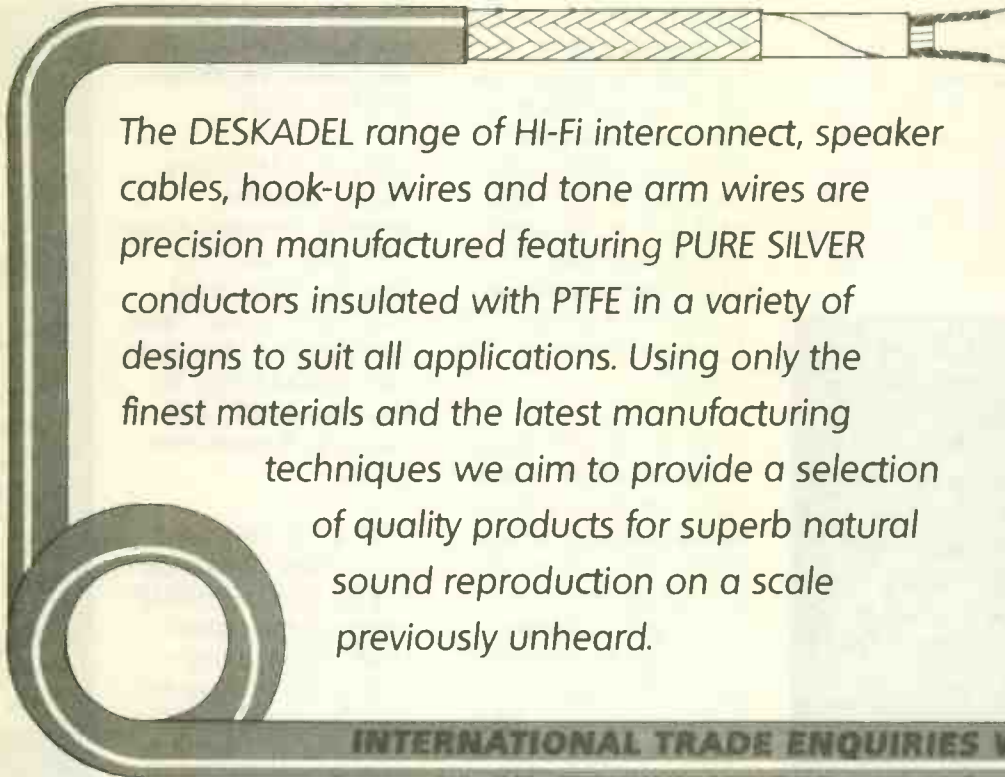 The DESKADEL range of HI-Fi interconnect, speaker
cables, hook-up wires and tone arm wires are
precision manufactured featuring PURE SILVER
conductors insulated with PTFE in a variety of
designs to suit all applications. Using only the
finest materials and the latest manufacturing
techniques we aim to provide a selection
of quality products for superb natural
sound reproduction on a scale
previously unheard.
INTERNATIONAL TRADE ENQUIRIES